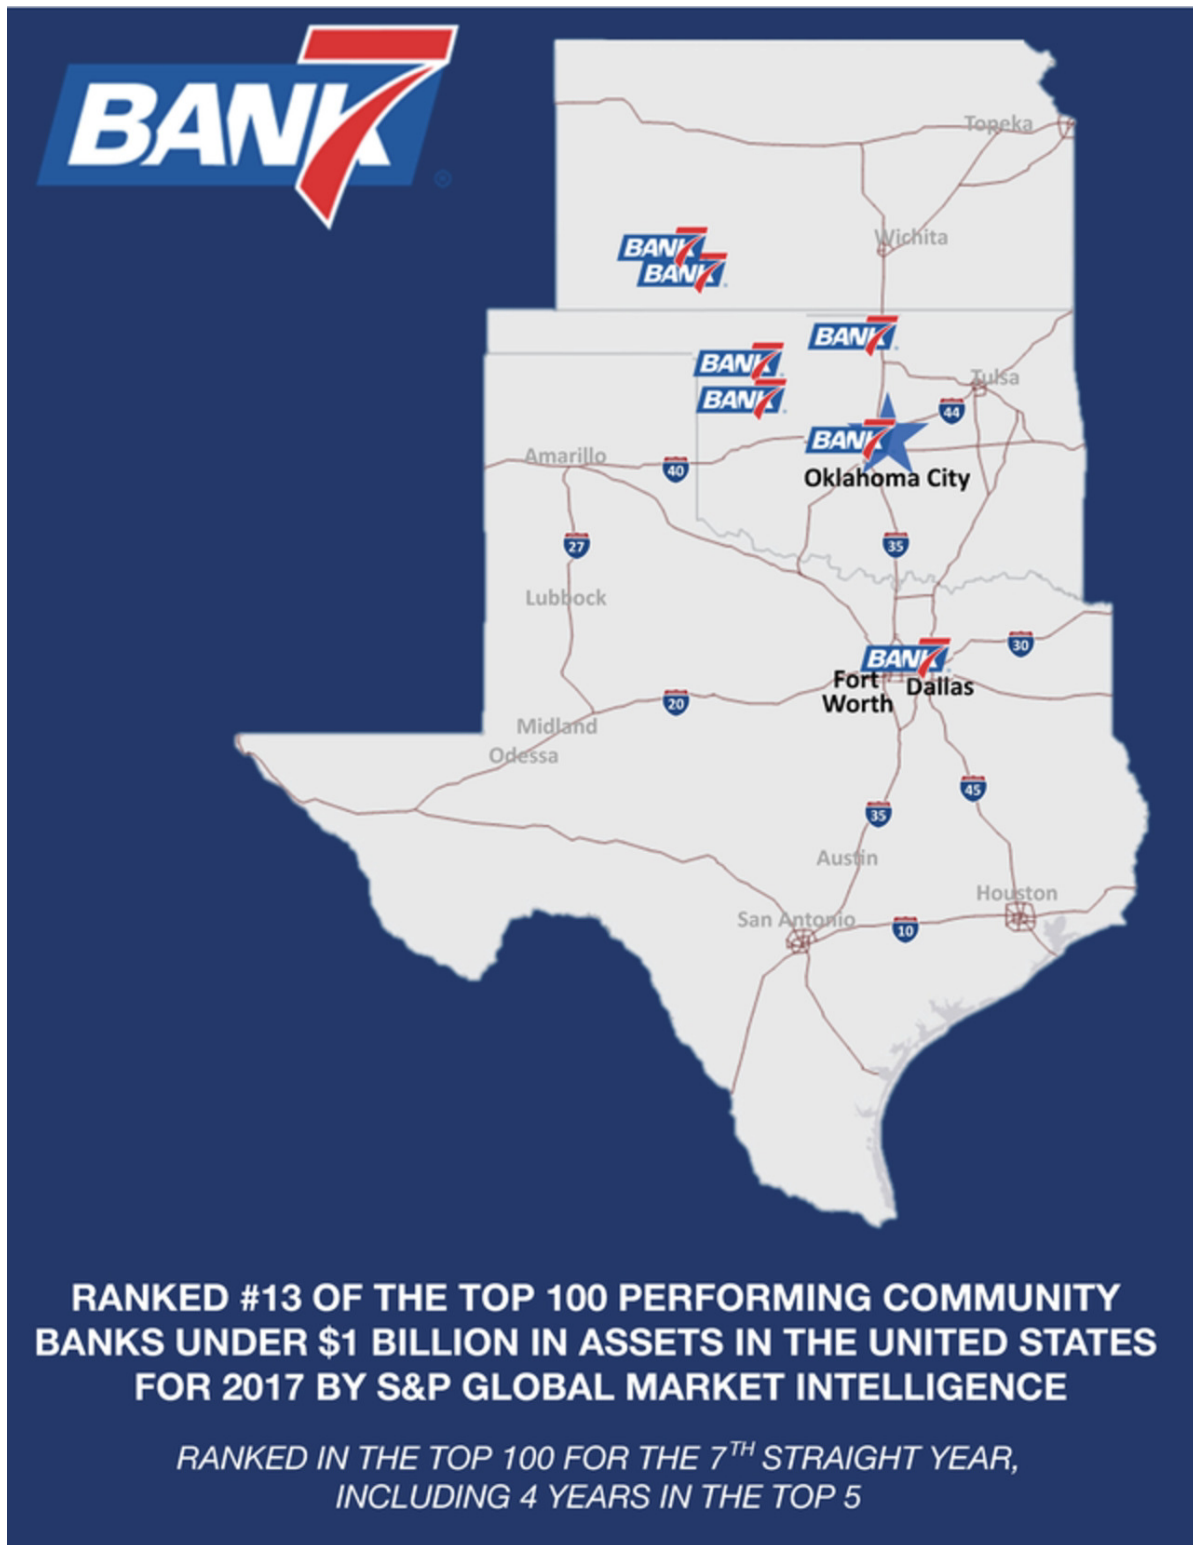 BANK7®
Topeka
Wichita
BANK7
BANK7
BANK7
BANK7
BANK7
Tulsa
44
BANK7
Amarillo
40
Oklahoma City
27
35
Lubbock
30
BANK7
Fort
Worth
Dallas
20
Midland
Odessa
45
35
Austin
Houston
San Antonio
10
RANKED #13 OF THE TOP 100 PERFORMING COMMUNITY
BANKS UNDER $1 BILLION IN ASSETS IN THE UNITED STATES
FOR 2017 BY S&P GLOBAL MARKET INTELLIGENCE
RANKED IN THE TOP 100 FOR THE 7TH STRAIGHT YEAR,
INCLUDING 4 YEARS IN THE TOP 5